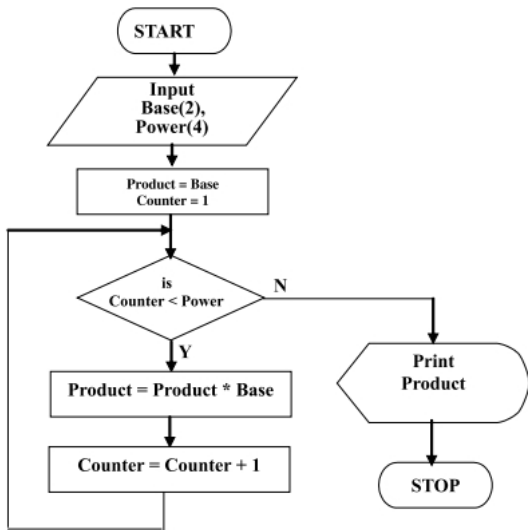 START
Input
Base(2),
Power(4)
Product = Base
Counter = 1
is
Counter < Power
N
Y
Product = Product * Base
Counter = Counter + 1
Print
Product
STOP